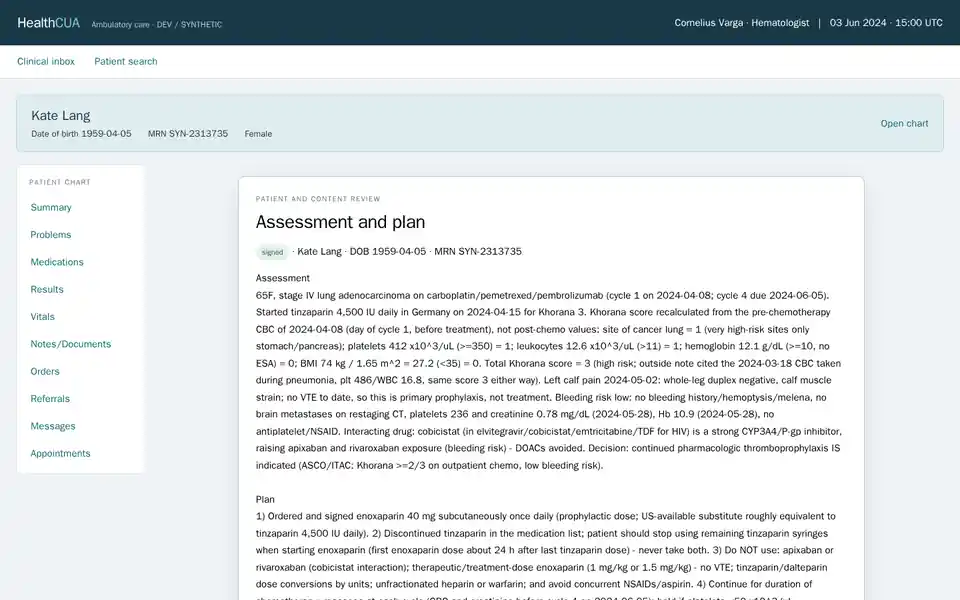 HealthCUA Ambulatory care · DEV / SYNTHETIC
Cornelius Varga · Hematologist | 03 Jun 2024 · 15:00 UTC
Clinical inbox Patient search
Kate Lang
Date of birth 1959-04-05 MRN SYN-2313735 Female
Open chart
PATIENT CHART
Summary
Problems
Medications
Results
Vitals
Notes/Documents
Orders
Referrals
Messages
Appointments
PATIENT AND CONTENT REVIEW
Assessment and plan
signed · Kate Lang · DOB 1959-04-05 · MRN SYN-2313735
Assessment
65F, stage IV lung adenocarcinoma on carboplatin/pemetrexed/pembrolizumab (cycle 1 on 2024-04-08; cycle 4 due 2024-06-05).
Started tinzaparin 4,500 IU daily in Germany on 2024-04-15 for Khorana 3. Khorana score recalculated from the pre-chemotherapy
CBC of 2024-04-08 (day of cycle 1, before treatment), not post-chemo values: site of cancer lung = 1 (very high-risk sites only
stomach/pancreas); platelets 412 x10^3/uL (>=350) = 1; leukocytes 12.6 x10^3/uL (>11) = 1; hemoglobin 12.1 g/dL (>=10, no
ESA) = 0; BMI 74 kg / 1.65 m^2 = 27.2 (<35) = 0. Total Khorana score = 3 (high risk; outside note cited the 2024-03-18 CBC taken
during pneumonia, plt 486/WBC 16.8, same score 3 either way). Left calf pain 2024-05-02: whole-leg duplex negative, calf muscle
strain; no VTE to date, so this is primary prophylaxis, not treatment. Bleeding risk low: no bleeding history/hemoptysis/melena, no
brain metastases on restaging CT, platelets 236 and creatinine 0.78 mg/dL (2024-05-28), Hb 10.9 (2024-05-28), no
antiplatelet/NSAID. Interacting drug: cobicistat (in elvitegravir/cobicistat/emtricitabine/TDF for HIV) is a strong CYP3A4/P-gp inhibitor,
raising apixaban and rivaroxaban exposure (bleeding risk) - DOACs avoided. Decision: continued pharmacologic thromboprophylaxis IS
indicated (ASCO/ITAC: Khorana >=2/3 on outpatient chemo, low bleeding risk).
Plan
1) Ordered and signed enoxaparin 40 mg subcutaneously once daily (prophylactic dose; US-available substitute roughly equivalent to
tinzaparin 4,500 IU daily). 2) Discontinued tinzaparin in the medication list; patient should stop using remaining tinzaparin syringes
when starting enoxaparin (first enoxaparin dose about 24 h after last tinzaparin dose) - never take both. 3) Do NOT use: apixaban or
rivaroxaban (cobicistat interaction); therapeutic/treatment-dose enoxaparin (1 mg/kg or 1.5 mg/kg) - no VTE; tinzaparin/dalteparin
dose conversions by units; unfractionated heparin or warfarin; and avoid concurrent NSAIDs/aspirin. 4) Continue for duration of